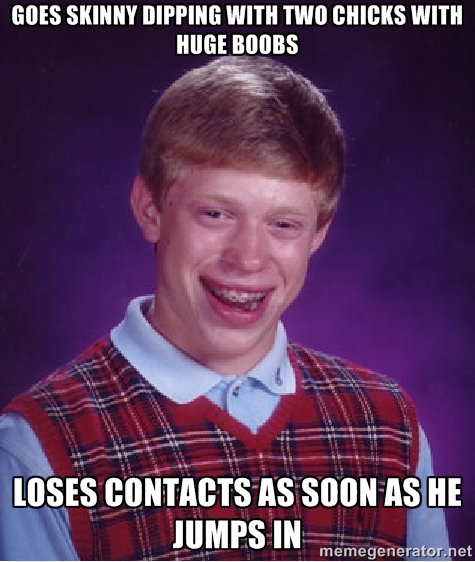 GOES SKINNY DIPPING WITH TWO CHICKS WITH
HUGE BOOBS
LOSES CONTACTS AS SOON AS HE
JUMPS IN
memegenerator.net